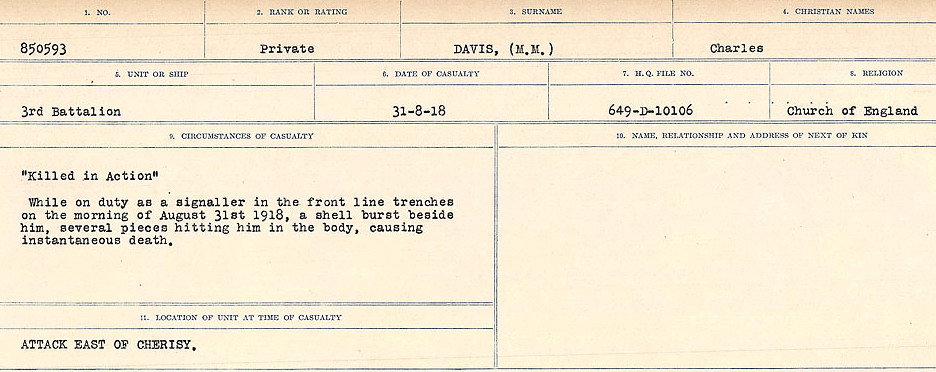 1. NO.
2. RANK OR RATING
3. SURNAME
4. CHRISTIAN NAMES
850593
Private
DAVIS, (M.M.)
Charles
5. UNIT OR SHIP
6. DATE OF CASUALTY
7. H.Q. FILE NO.
8. RELIGION
3rd Battalion
31-8-18
649-D-10106
Church of England
9. CIRCUMSTANCES OF CASUALTY
"Killed in Action"
While on duty as a signaller in the front line trenches
on the morning of August 31st 1918, a shell burst beside
him, several pieces hitting him in the body, causing
instantaneous death.
10. NAME, RELATIONSHIP AND ADDRESS OF NEXT OF KIN
11. LOCATION OF UNIT AT TIME OF CASUALTY
ATTACK EAST OF CHERISY.